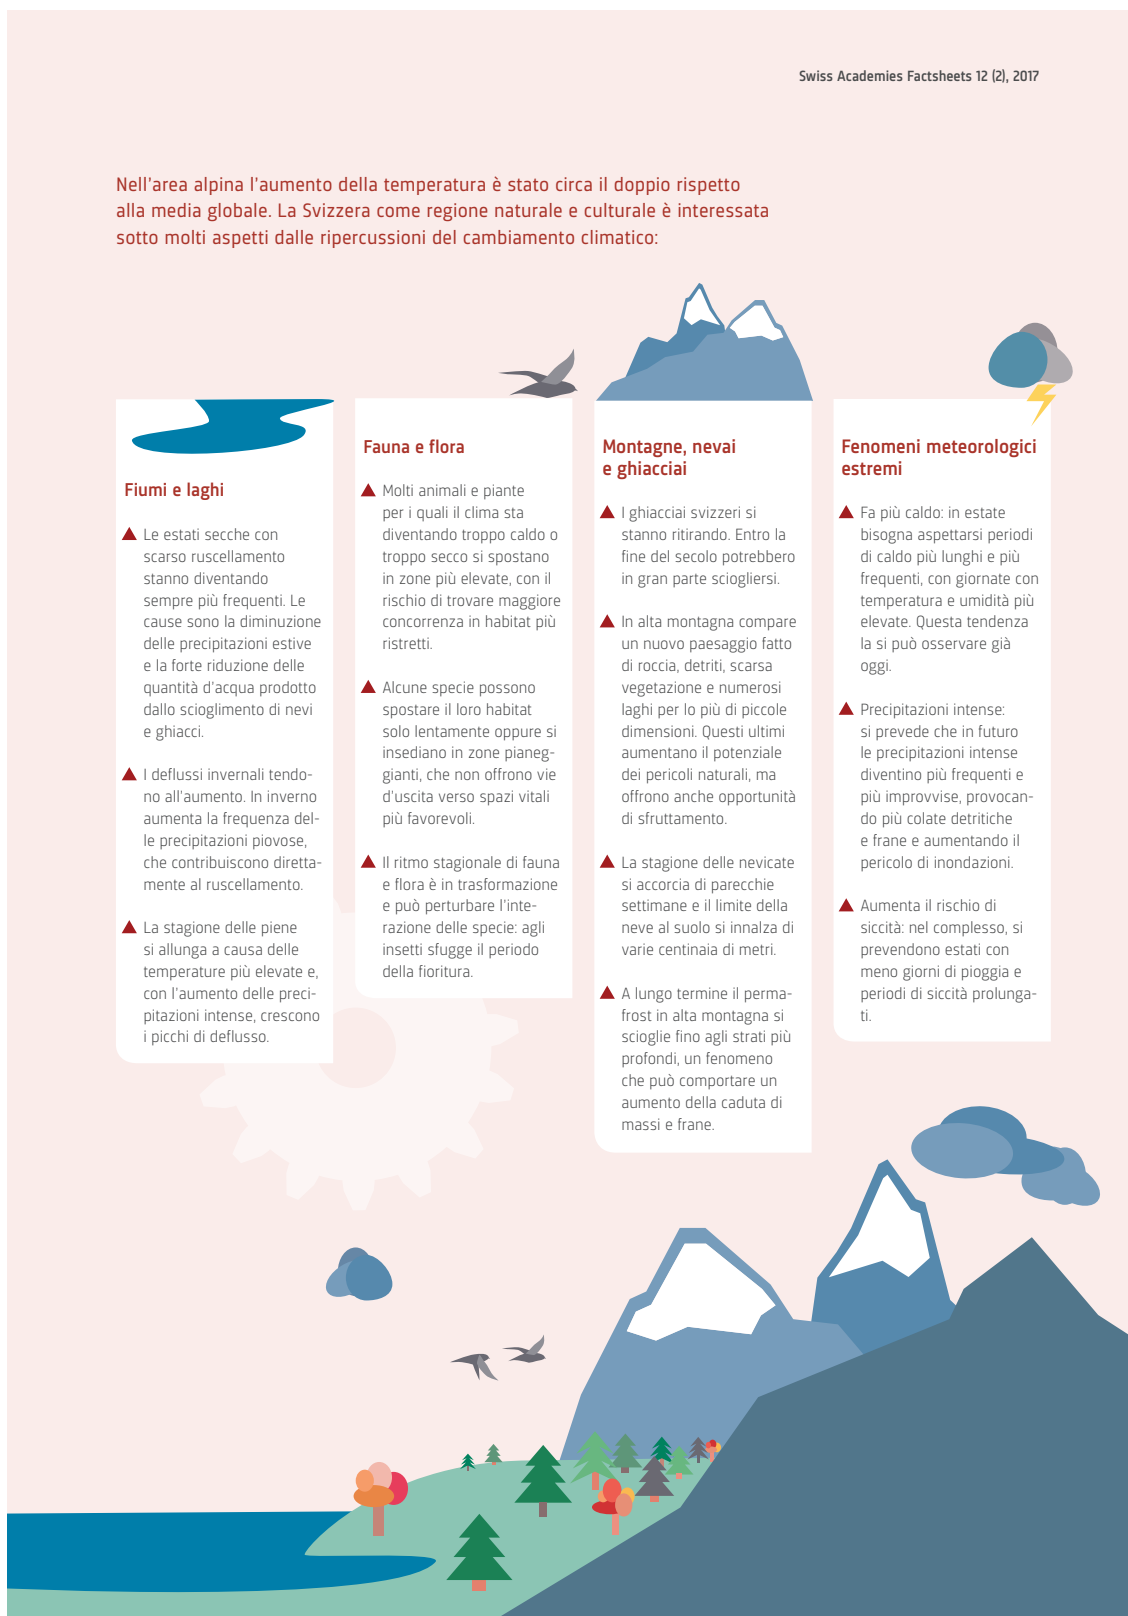 Swiss Academies Factsheets 12 (2), 2017
Nell'area alpina l'aumento della temperatura è stato circa il doppio rispetto
alla media globale. La Svizzera come regione naturale e culturale è interessata
sotto molti aspetti dalle ripercussioni del cambiamento climatico:
Fiumi e laghi
Le estati secche con
scarso ruscellamento
stanno diventando
sempre più frequenti. Le
cause sono la diminuzione
delle precipitazioni estive
e la forte riduzione delle
quantità d'acqua prodotto
dallo scioglimento di nevi
e ghiacci.
I deflussi invernali tendo-
no all'aumento. In inverno
aumenta la frequenza del-
le precipitazioni piovose,
che contribuiscono diretta-
mente al ruscellamento.
La stagione delle piene
si allunga a causa delle
temperature più elevate e,
con l'aumento delle preci-
pitazioni intense, crescono
i picchi di deflusso.
Fauna e flora
Molti animali e piante
per i quali il clima sta
diventando troppo caldo o
troppo secco si spostano
in zone più elevate, con il
rischio di trovare maggiore
concorrenza in habitat più
ristretti.
Alcune specie possono
spostare il loro habitat
solo lentamente oppure si
insediano in zone pianeg-
gianti, che non offrono vie
d'uscita verso spazi vitali
più favorevoli.
Il ritmo stagionale di fauna
e flora è in trasformazione
e può perturbare l'inte-
razione delle specie: agli
insetti sfugge il periodo
della fioritura.
Montagne, nevai
e ghiacciai
I ghiacciai svizzeri si
stanno ritirando. Entro la
fine del secolo potrebbero
in gran parte sciogliersi.
In alta montagna compare
un nuovo paesaggio fatto
di roccia, detriti, scarsa
vegetazione e numerosi
laghi per lo più di piccole
dimensioni. Questi ultimi
aumentano il potenziale
dei pericoli naturali, ma
offrono anche opportunità
di sfruttamento.
La stagione delle nevicate
si accorcia di parecchie
settimane e il limite della
neve al suolo si innalza di
varie centinaia di metri.
A lungo termine il perma-
frost in alta montagna si
scioglie fino agli strati più
profondi, un fenomeno
che può comportare un
aumento della caduta di
massi e frane.
Fenomeni meteorologici
estremi
Fa più caldo: in estate
bisogna aspettarsi periodi
di caldo più lunghi e più
frequenti, con giornate con
temperatura e umidità più
elevate. Questa tendenza
la si può osservare già
oggi.
Precipitazioni intense:
si prevede che in futuro
le precipitazioni intense
diventino più frequenti e
più improvvise, provocan-
do più colate detritiche
e frane e aumentando il
pericolo di inondazioni.
Aumenta il rischio di
siccità: nel complesso, si
prevendono estati con
meno giorni di pioggia e
periodi di siccità prolunga-
ti.